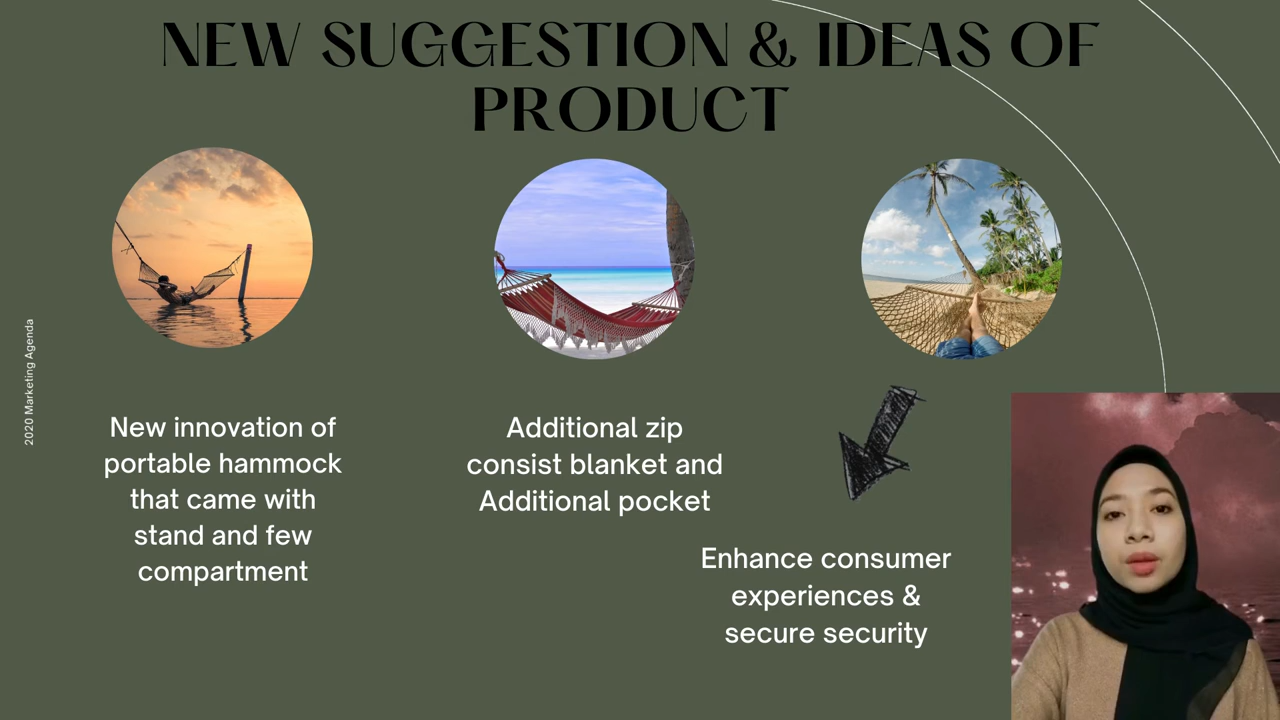 NEW SUGGESTION & IDEAS OF
PRODUCT
2020 Marketing Agenda
New innovation of
portable hammock
that came with
stand and few
compartment
Additional zip
consist blanket and
Additional pocket
Enhance consumer
experiences &
secure security